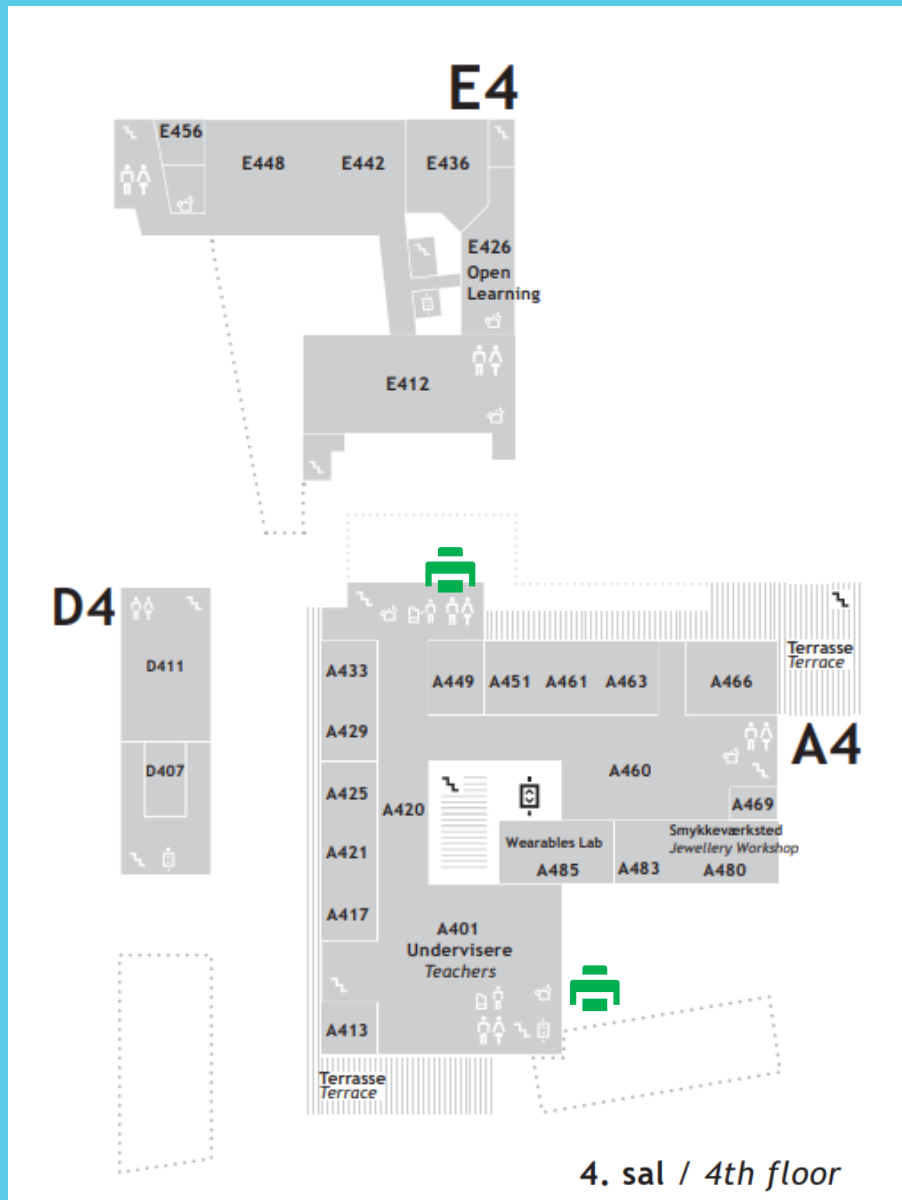 E4
E456
E448
E442
E436
E426
Open
Learning
E412
D4
D411
D407
A433
A449
A451
A461
A463
A466
Terrasse
Terrace
A429
A4
A425
A420
A460
A469
A421
Wearables Lab
A485
Smykkeværksted
Jewellery Workshop
A483
A480
A417
A401
Undervisere
Teachers
A413
Terrasse
Terrace
4. sal / 4th floor